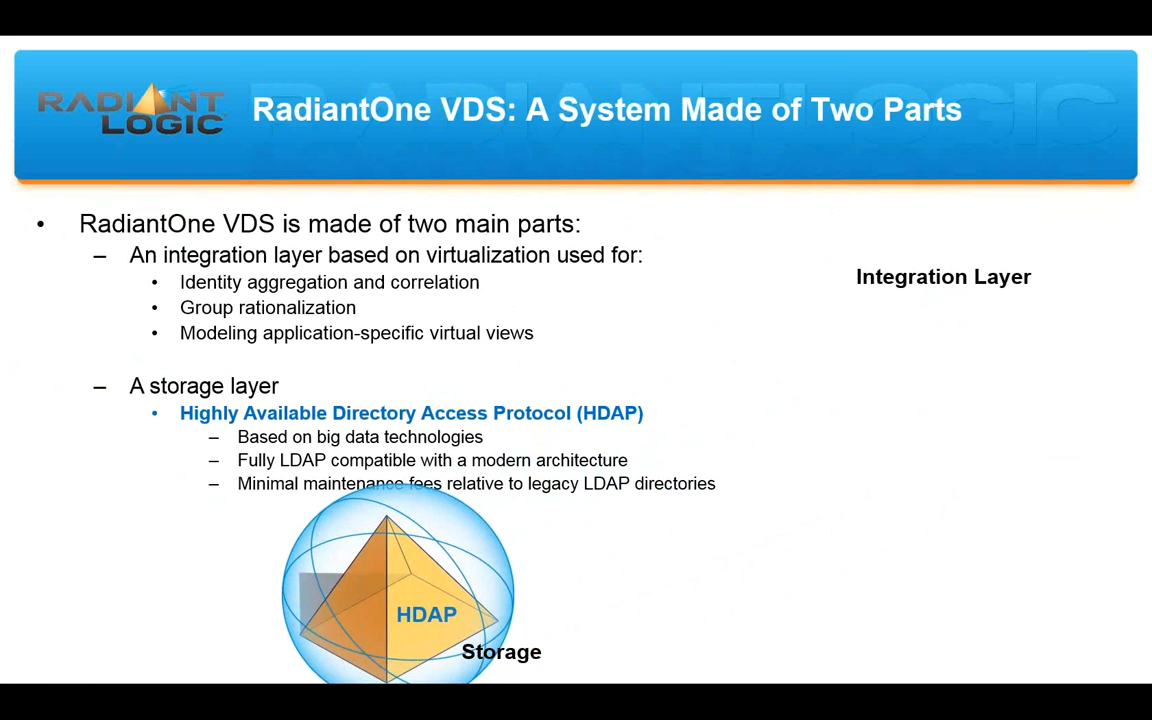 RADIANT
LOGIC
RadiantOne VDS: A System Made of Two Parts
• RadiantOne VDS is made of two main parts:
– An integration layer based on virtualization used for:
• Identity aggregation and correlation
• Group rationalization
• Modeling application-specific virtual views
Integration Layer
– A storage layer
• Highly Available Directory Access Protocol (HDAP)
– Based on big data technologies
– Fully LDAP compatible with a modern architecture
– Minimal maintenance fees relative to legacy LDAP directories
HDAP
Storage